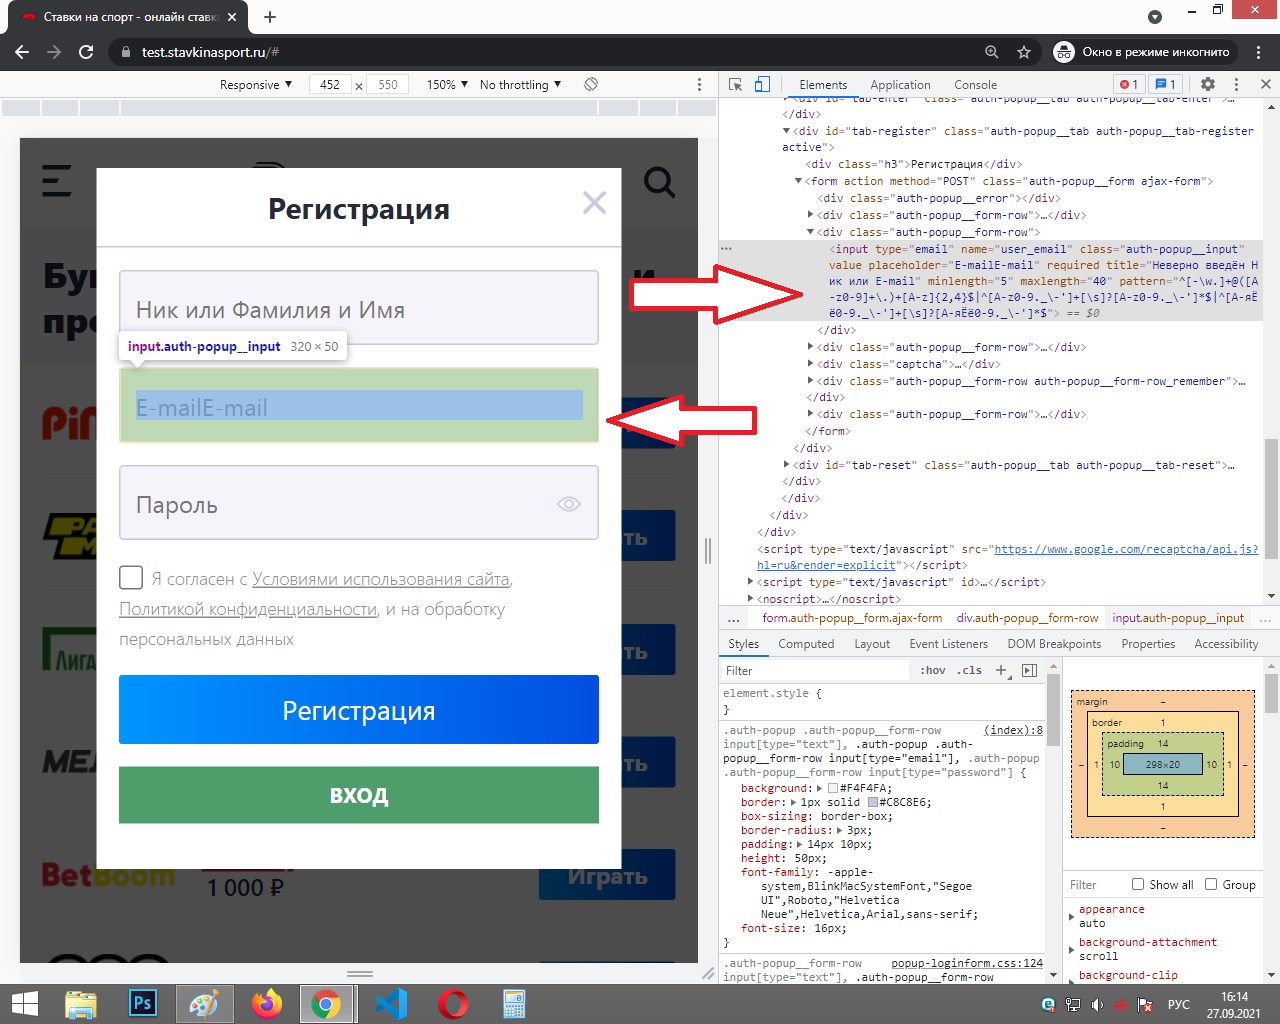 Ставки на спорт - онлайн ставк
test.stavkinasport.ru/#
Окно в режиме инкогнито
Responsive ▼ 452 × 550 150% ▼ No throttling ▼
Регистрация
Ник или Фамилия и Имя
input.auth-popup__input 320 × 50
E-mailE-mail
Пароль
Я согласен с Условиями использования сайта,
Политикой конфиденциальности, и на обработку
персональных данных
Регистрация
ВХОД
BetBoom
1 000 ₽
Играть
Elements Application Console 1 1
</div>
▼<div id="tab-register" class="auth-popup__tab auth-popup__tab-register
active">
<div class="h3">Регистрация</div>
▼<form action method="POST" class="auth-popup__form ajax-form">
<div class="auth-popup__error"></div>
▶<div class="auth-popup__form-row">…</div>
▼<div class="auth-popup__form-row">
<input type="email" name="user_email" class="auth-popup__input"
value placeholder="E-mailE-mail" required title="Неверно введён Н
ик или E-mail" minlength="5" maxlength="40" pattern="^[-\w.]+@([A
-z0-9]+\.)+[A-z]{2,4}$|^[A-z0-9._\-']+[\s]?[A-z0-9._\-']*$|^[А-яЁ
ё0-9._\-']+[\s]?[А-яЁё0-9._\-']*$"> == $0
</div>
▶<div class="auth-popup__form-row">…</div>
▶<div class="captcha">…</div>
▶<div class="auth-popup__form-row auth-popup__form-row_remember">…
</div>
▶<div class="auth-popup__form-row">…</div>
</form>
</div>
▶<div id="tab-reset" class="auth-popup__tab auth-popup__tab-reset">…
</div>
</div>
</div>
</div>
<script type="text/javascript" src="https://www.google.com/recaptcha/api.js?
hl=ru&render=explicit"></script>
▶<script type="text/javascript" id>…</script>
▶<noscript>…</noscript>
… form.auth-popup__form.ajax-form div.auth-popup__form-row input.auth-popup__input …
Styles Computed Layout Event Listeners DOM Breakpoints Properties Accessibility
Filter :hov .cls +
element.style {
}
.auth-popup .auth-popup__form-row (index):8
input[type="text"], .auth-popup .auth-
popup__form-row input[type="email"], .auth-popup
.auth-popup__form-row input[type="password"] {
background: ▶ #F4F4FA;
border: ▶ 1px solid #C8C8E6;
box-sizing: border-box;
border-radius: ▶ 3px;
padding: ▶ 14px 10px;
height: 50px;
font-family: -apple-
system,BlinkMacSystemFont,"Segoe
UI",Roboto,"Helvetica
Neue",Helvetica,Arial,sans-serif;
font-size: 16px;
}
.auth-popup__form-row popup-loginform.css:124
input[type="text"], .auth-popup__form-row
margin –
border 1
padding 14
– 1 10 298×20 10 1 –
14
1
–
Filter Show all Group
appearance
auto
background-attachment
scroll
background-clip
Ps
РУС
16:14
27.09.2021